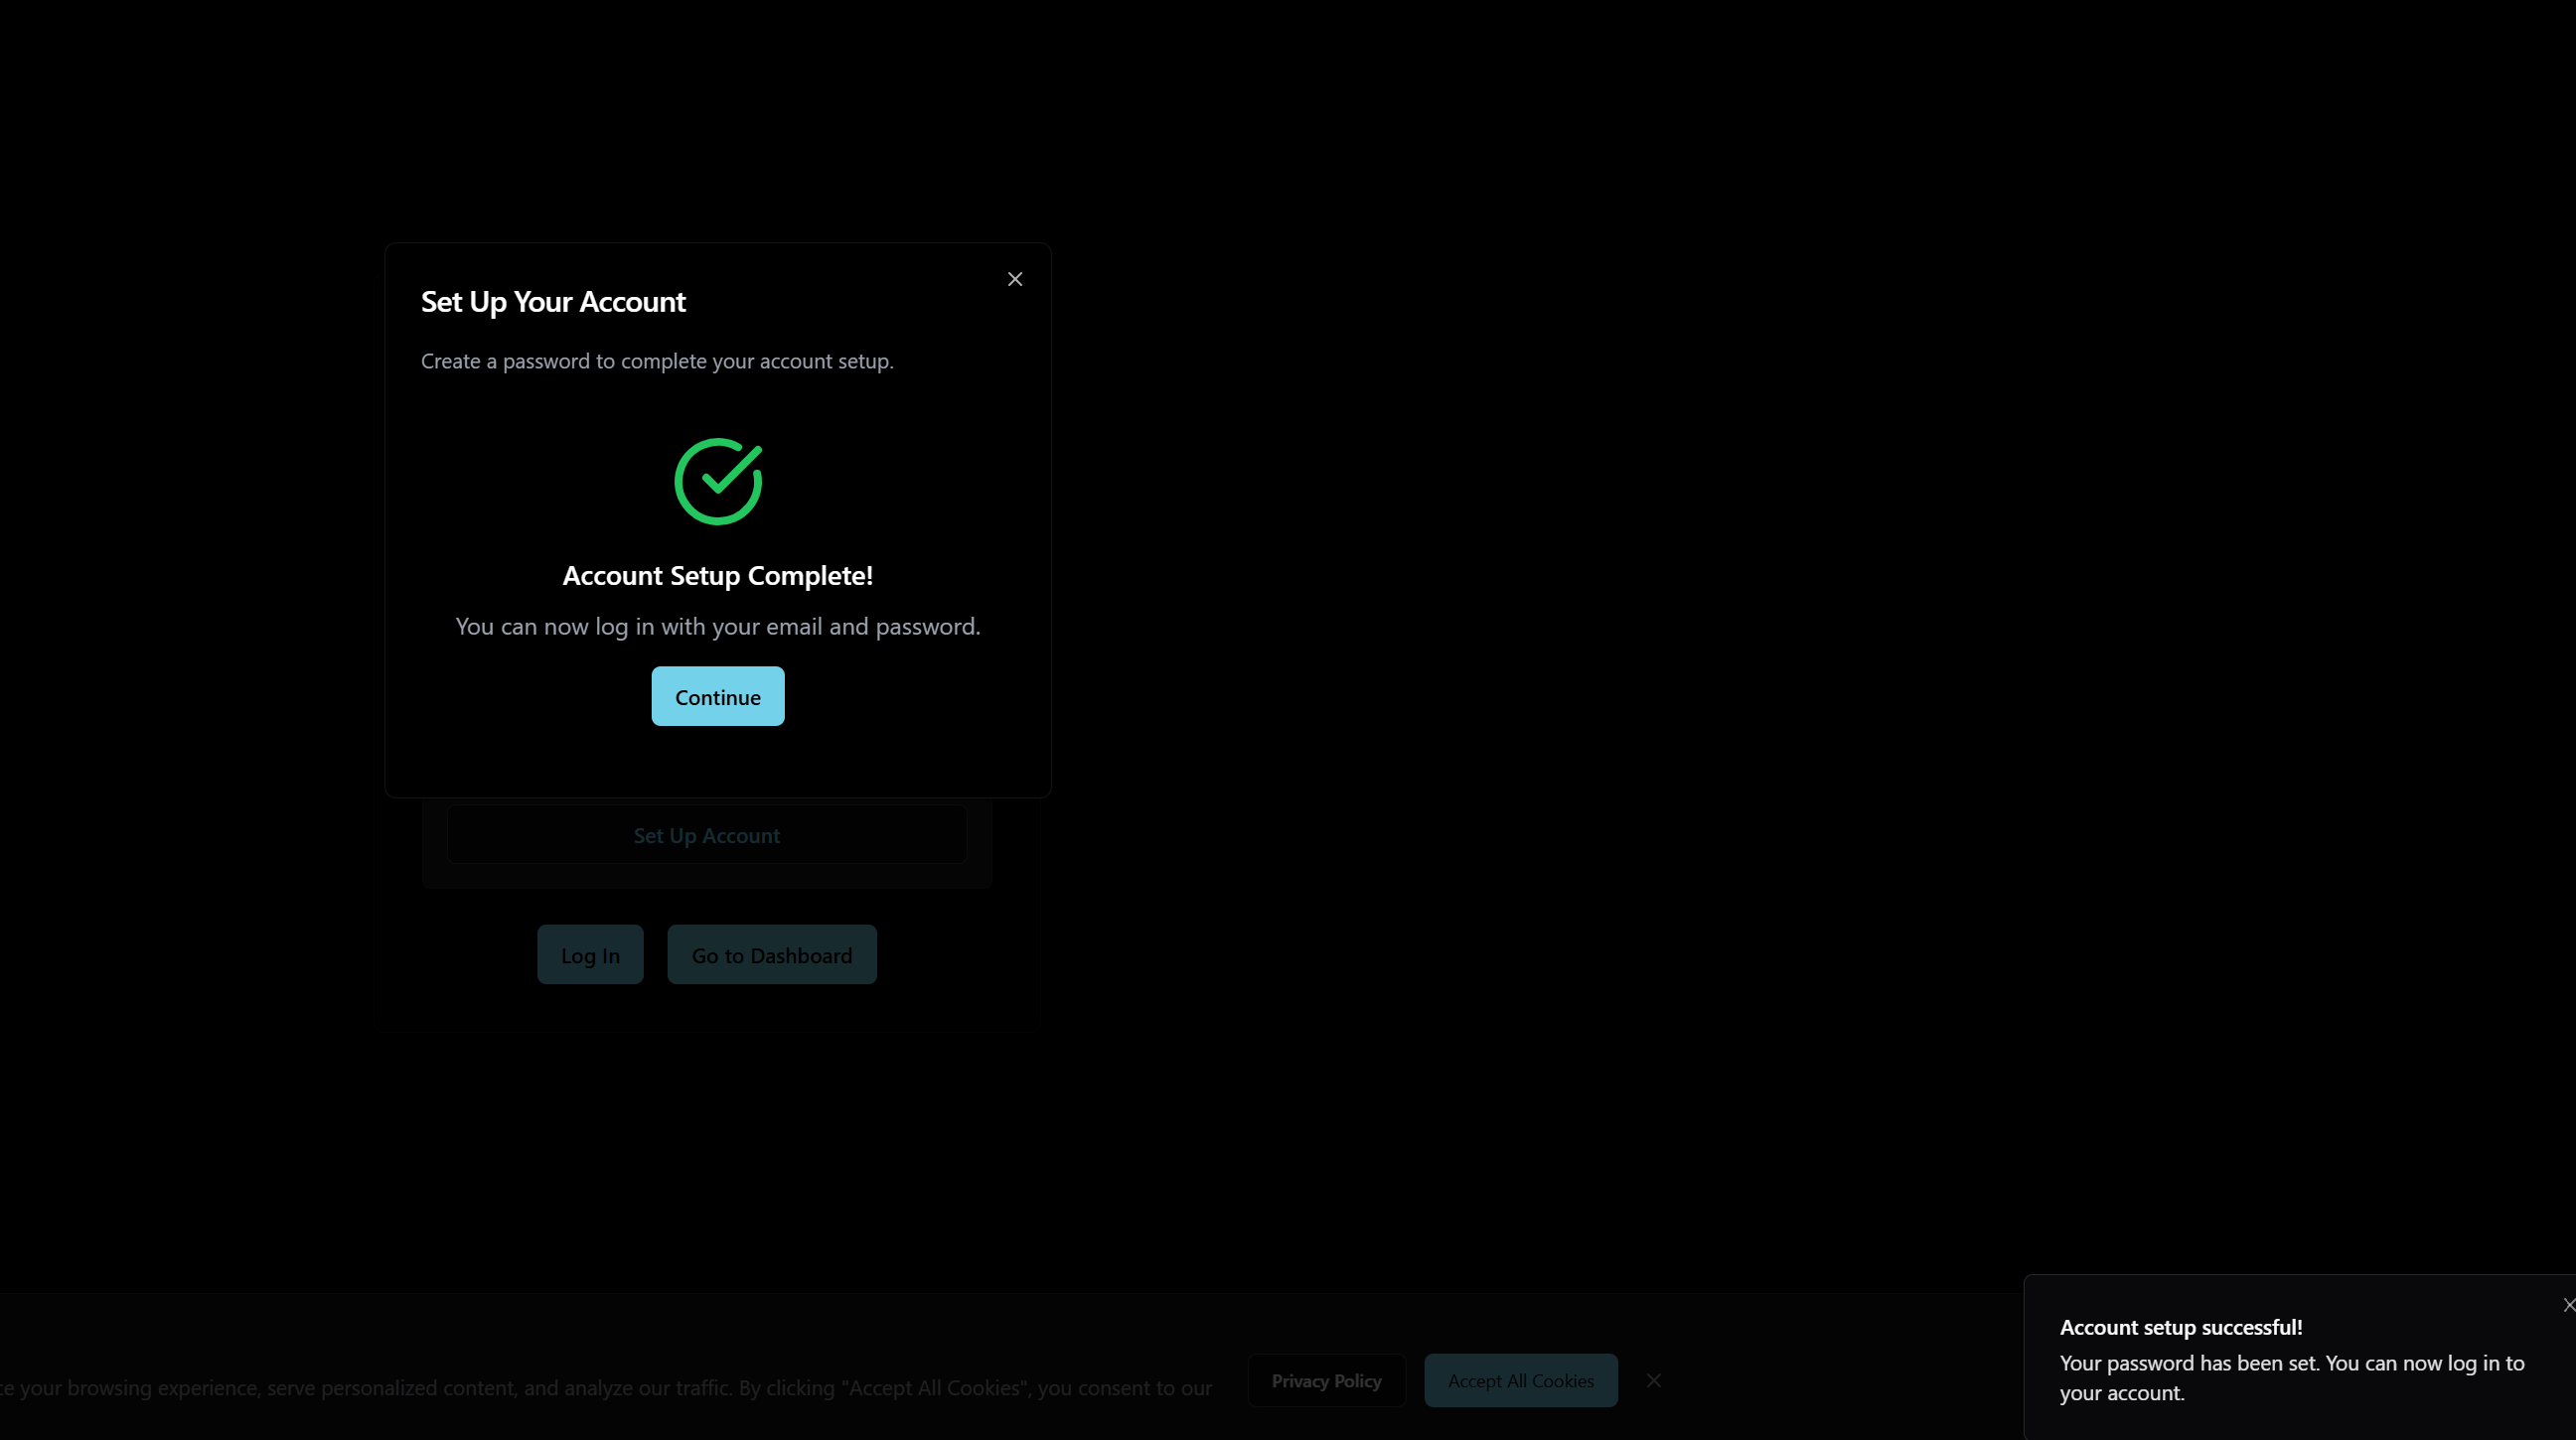 Set Up Your Account
Create a password to complete your account setup.
Account Setup Complete!
You can now log in with your email and password.
Continue
Set Up Account
Log In
Go to Dashboard
your browsing experience, serve personalized content, and analyze our traffic. By clicking "Accept All Cookies", you consent to our
Privacy Policy
Accept All Cookies
Account setup successful!
Your password has been set. You can now log in to
your account.